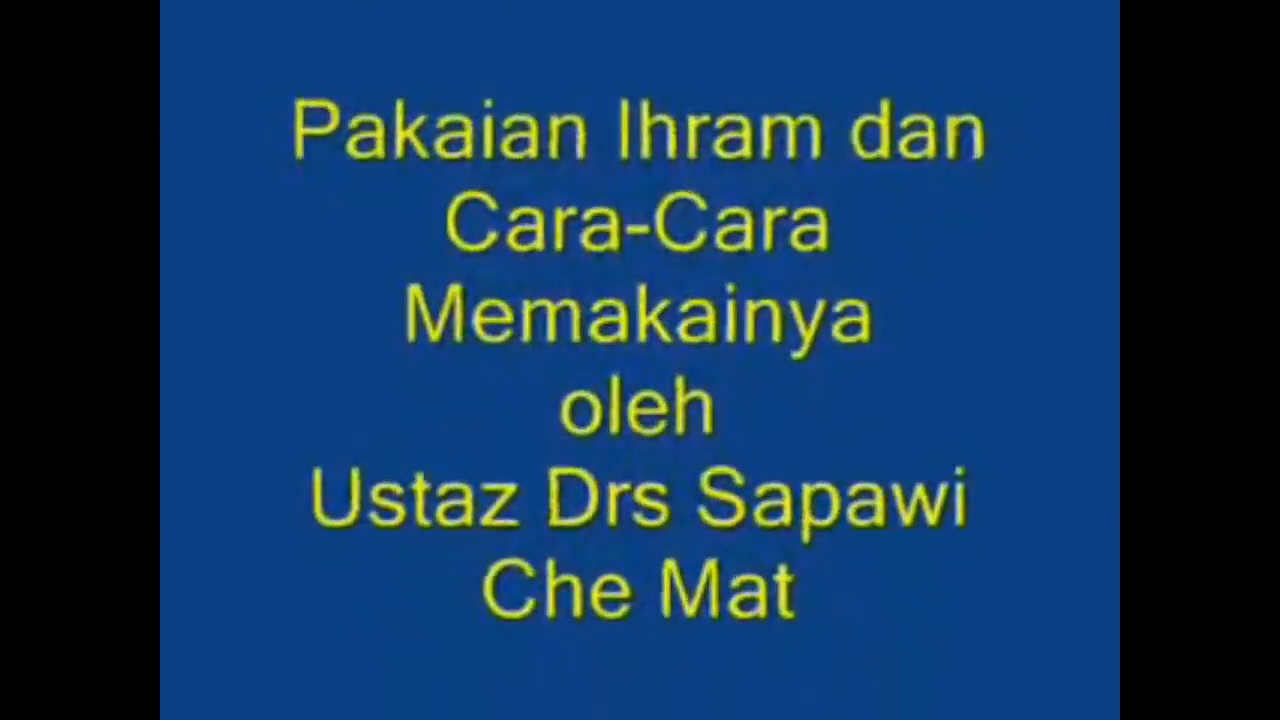 Pakaian Ihram dan
Cara-Cara
Memakainya
oleh
Ustaz Drs Sapawi
Che Mat